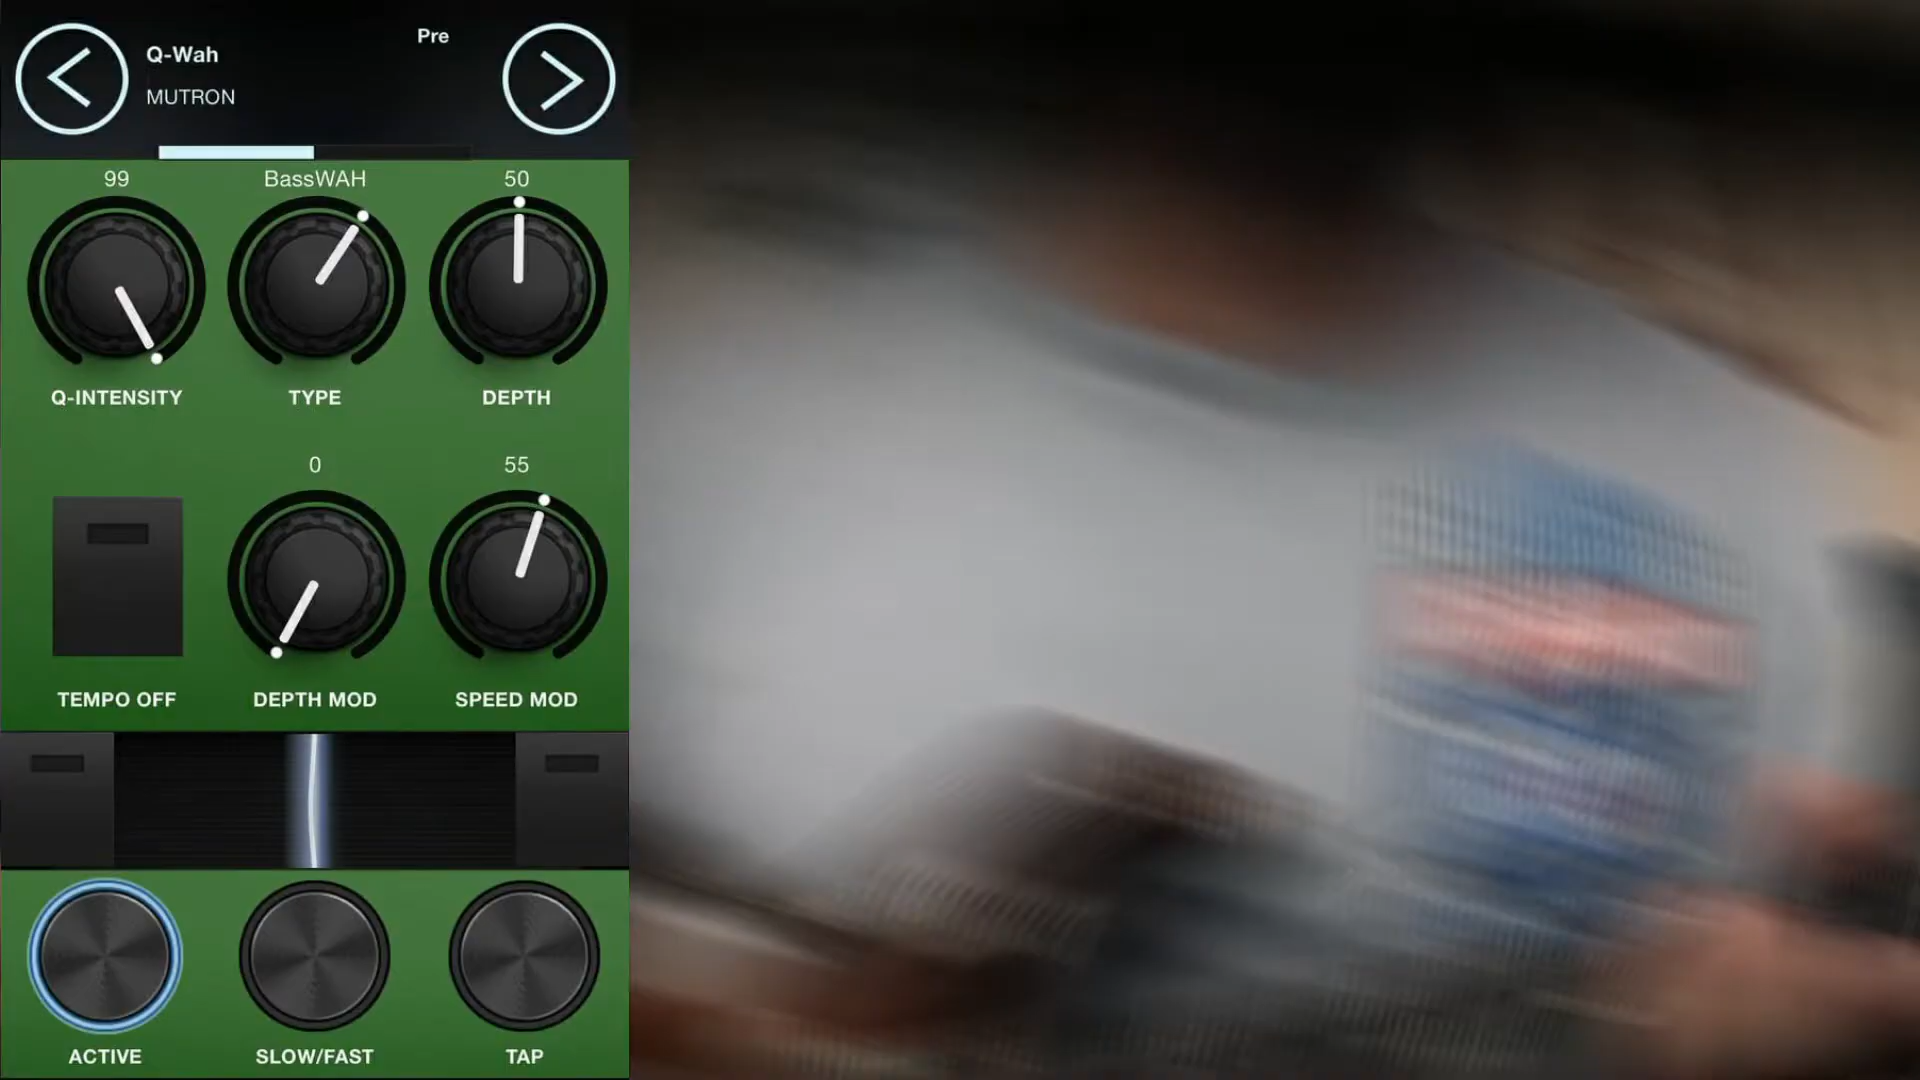 Q-Wah
Pre
MUTRON
99
BassWAH
50
Q-INTENSITY
TYPE
DEPTH
0
55
TEMPO OFF
DEPTH MOD
SPEED MOD
ACTIVE
SLOW/FAST
TAP